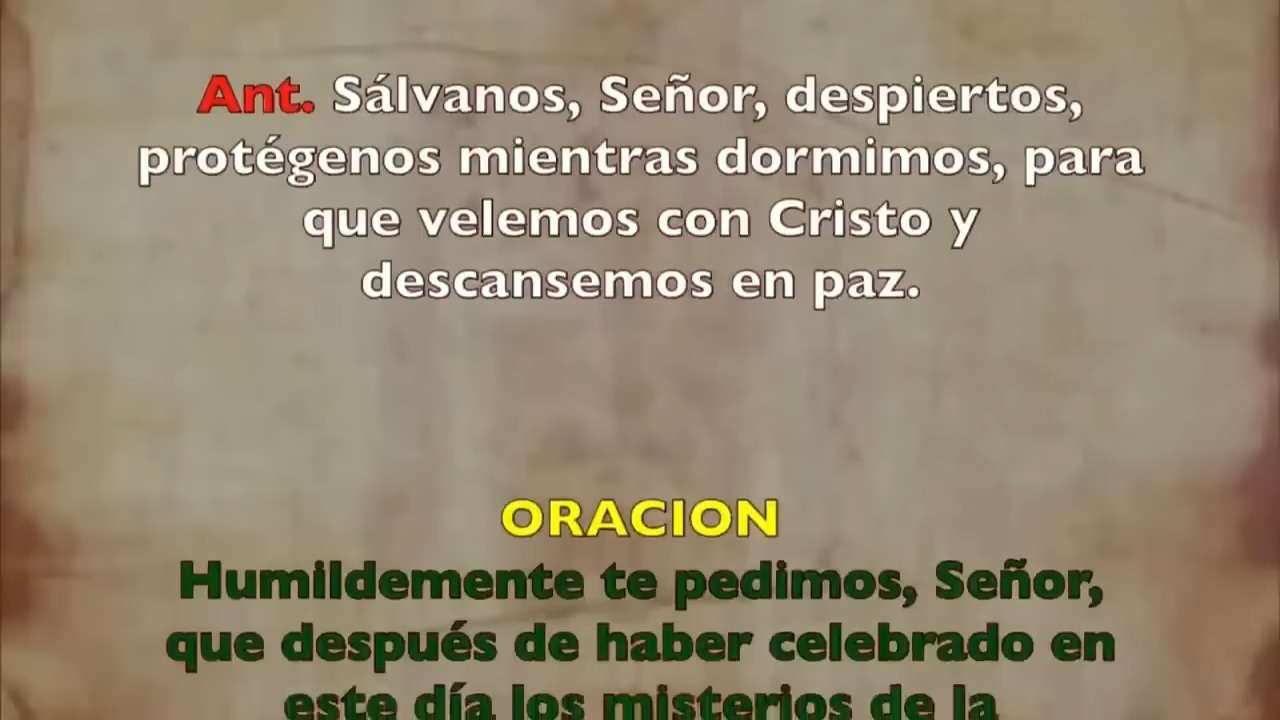 Ant. Sálvanos, Señor, despiertos,
protégenos mientras dormimos, para
que velemos con Cristo y
descansemos en paz.
ORACION
Humildemente te pedimos, Señor,
que después de haber celebrado en
este día los misterios de la